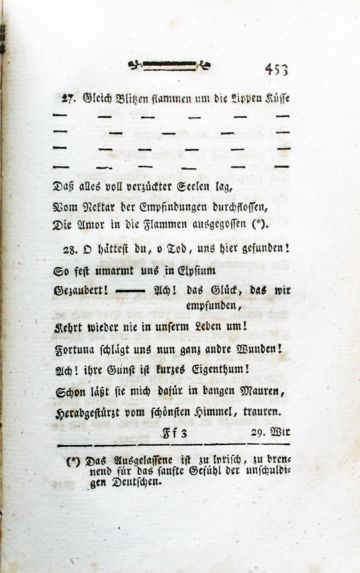 453
27. Gleich Blitzen flammen um die Lippen Küſſe
— — — — —
— — — — —
— — — — —
— — — — —
Daß alles voll verzückter Seelen lag,
Vom Nektar der Empfindungen durchfloſſen,
Die Amor in die Flammen ausgegoſſen (*).
28. O hätteſt du, o Tod, uns hier gefunden!
So feſt umarmt uns in Elyſium
Gezaubert! —— Ach! das Glück, das wir
empfunden,
Kehrt wieder nie in unſerm Leben um!
Fortuna ſchlägt uns nun ganz andre Wunden!
Ach! ihre Gunſt iſt kurzes Eigenthum!
Schon läßt ſie mich dafür in bangen Mauren,
Herabgeſtürzt vom ſchönſten Himmel, trauren.
Ff 3 29. Wir
(*) Das Ausgelaſſene iſt zu lyriſch, zu bren-
nend für das ſanfte Gefühl der unſchuldi-
gen Deutſchen.